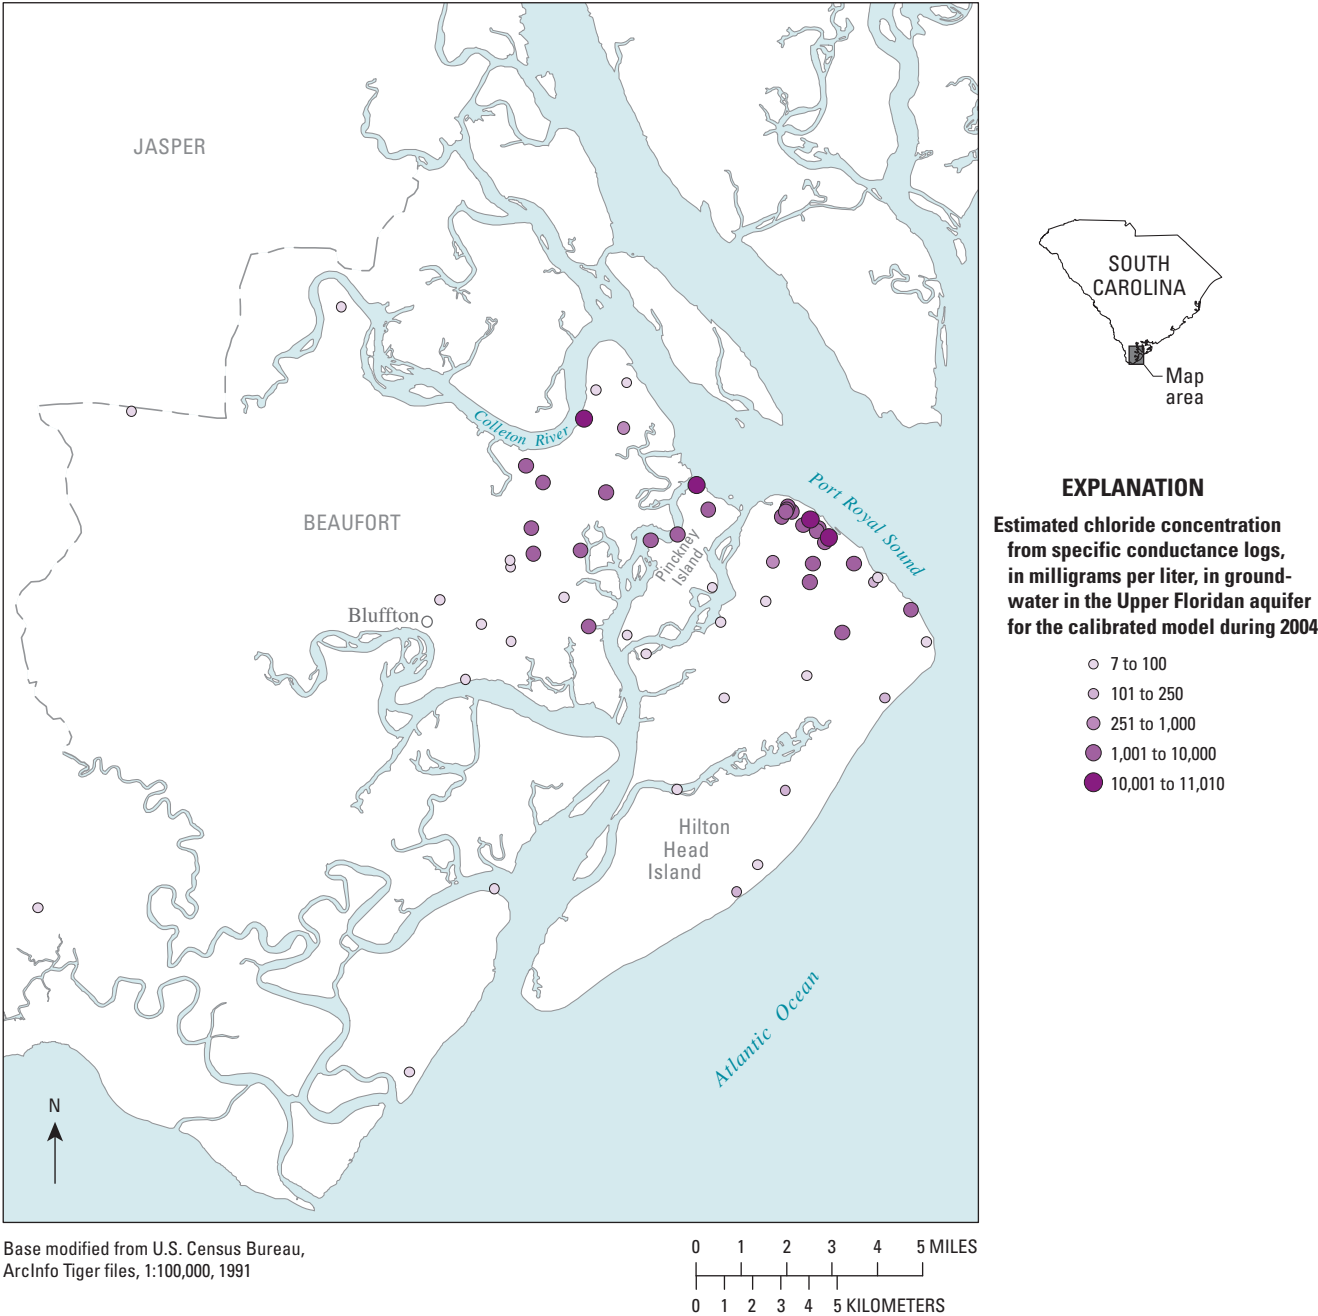 JASPER
BEAUFORT
Colleton River
Bluffton
Pinckney
Island
Port Royal Sound
Hilton
Head
Island
Atlantic Ocean
N
SOUTH
CAROLINA
Map
area
EXPLANATION
Estimated chloride concentration
from specific conductance logs,
in milligrams per liter, in ground-
water in the Upper Floridan aquifer
for the calibrated model during 2004
7 to 100
101 to 250
251 to 1,000
1,001 to 10,000
10,001 to 11,010
Base modified from U.S. Census Bureau,
ArcInfo Tiger files, 1:100,000, 1991
0 1 2 3 4 5 MILES
0 1 2 3 4 5 KILOMETERS